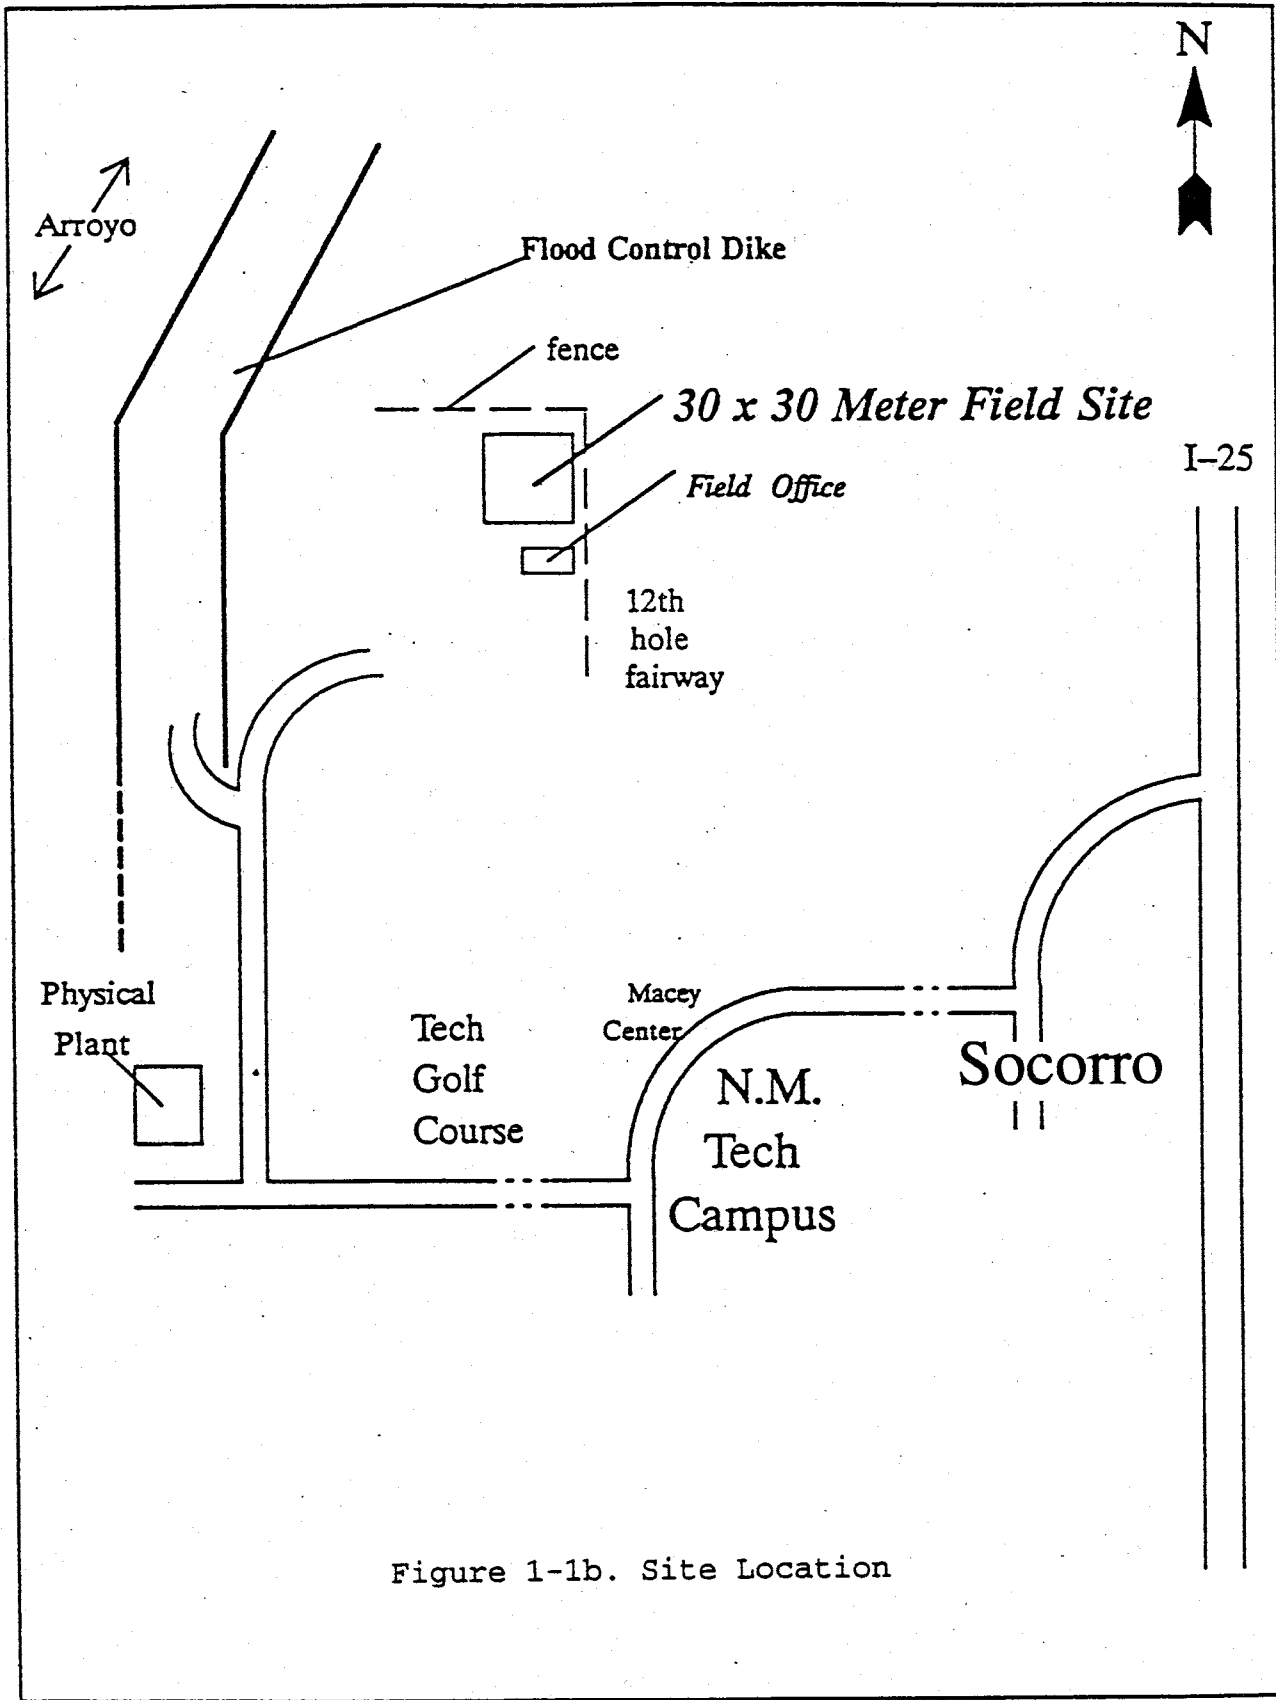 N
Arroyo
Flood Control Dike
fence
30 x 30 Meter Field Site
I–25
Field Office
12th
hole
fairway
Physical
Plant
Macey
Center
Tech
Golf
Course
N.M.
Tech
Campus
Socorro
Figure 1-1b. Site Location